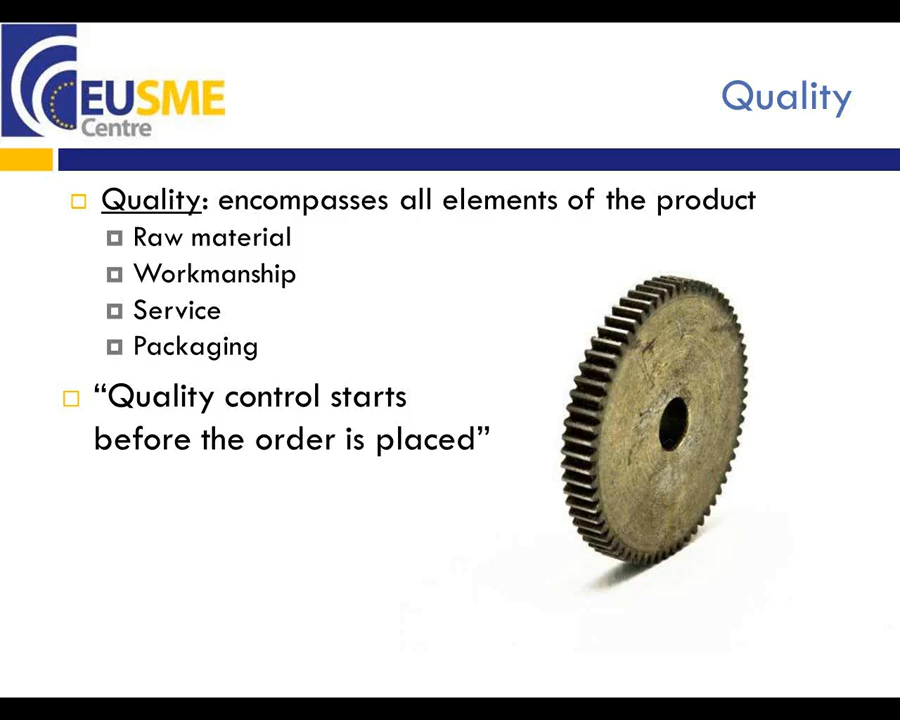 EUSME
Centre
Quality
Quality: encompasses all elements of the product
Raw material
Workmanship
Service
Packaging
“Quality control starts
before the order is placed”